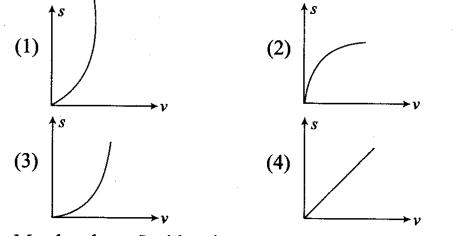 (1) s v
(2) s v
(3) s v
(4) s v